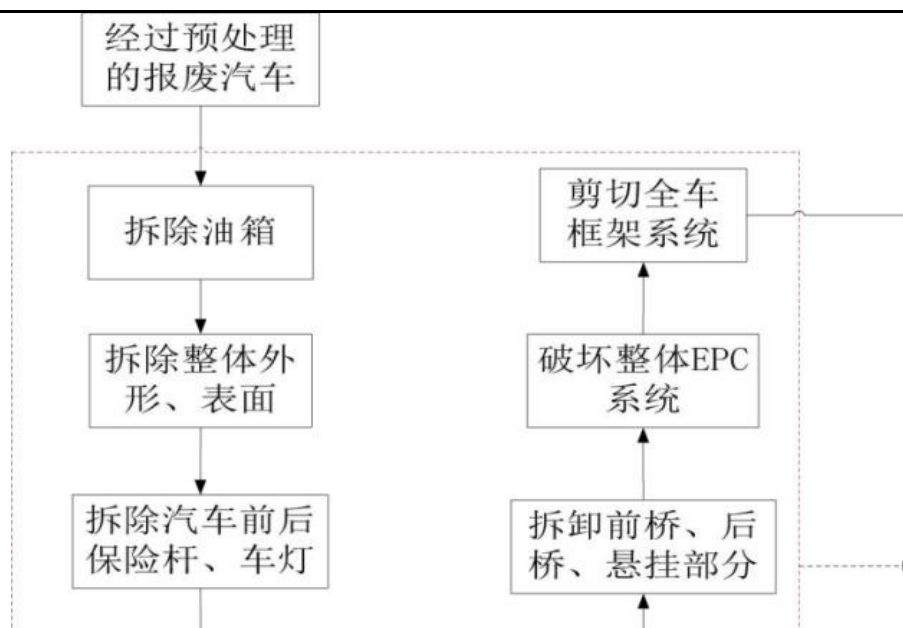 经过预处理
的报废汽车
拆除油箱
拆除整体外
形、表面
拆除汽车前后
保险杆、车灯
剪切全车
框架系统
破坏整体EPC
系统
拆卸前桥、后
桥、悬挂部分